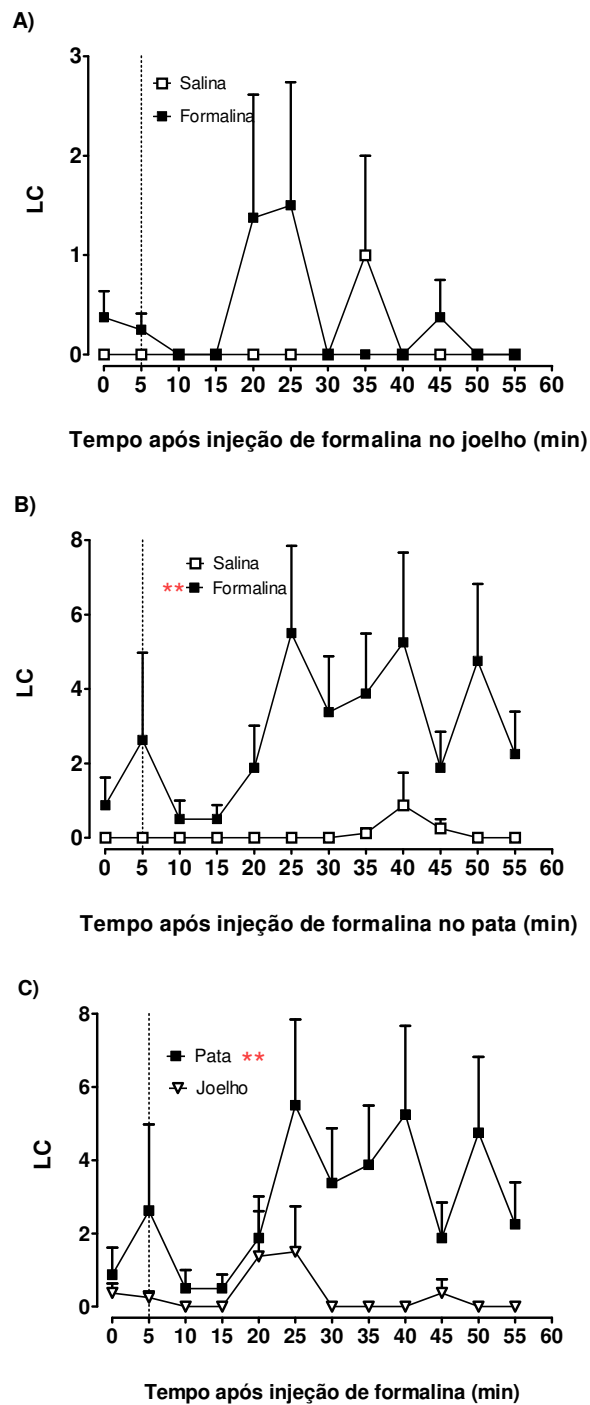 A)
3
2
1
0
LC
Salina
Formalina
0 5 10 15 20 25 30 35 40 45 50 55 60
Tempo após injeção de formalina no joelho (min)
B)
8
6
4
2
0
LC
Salina
** Formalina
0 5 10 15 20 25 30 35 40 45 50 55 60
Tempo após injeção de formalina no pata (min)
C)
8
6
4
2
0
LC
Pata **
Joelho
0 5 10 15 20 25 30 35 40 45 50 55 60
Tempo após injeção de formalina (min)